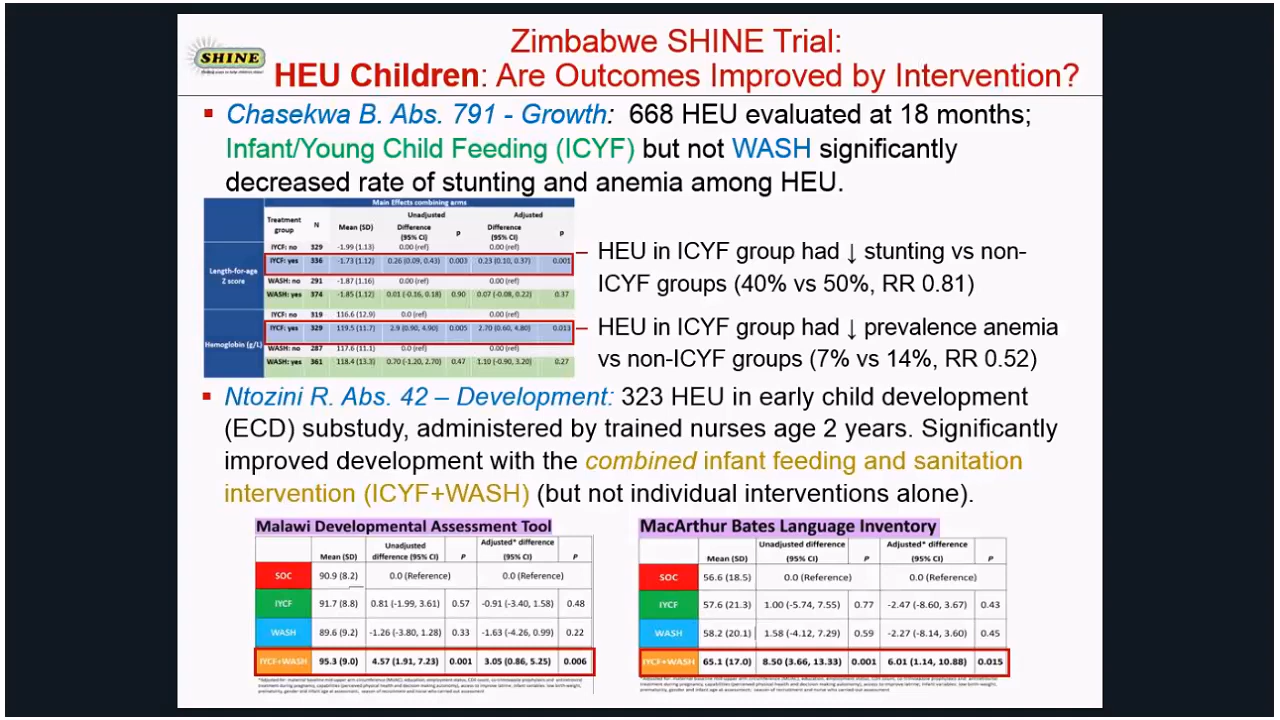 SHINE
Zimbabwe SHINE Trial:
HEU Children: Are Outcomes Improved by Intervention?
▪ Chasekwa B. Abs. 791 - Growth: 668 HEU evaluated at 18 months;
Infant/Young Child Feeding (ICYF) but not WASH significantly
decreased rate of stunting and anemia among HEU.
Main Effects combining arms
Unadjusted Adjusted
Treatment group N Mean (SD) Difference (95% CI) p Difference (95% CI) p
Length-for-age Z score
IYCF: no 329 -1.99 (1.13) 0.00 (ref) 0.00 (ref)
IYCF: yes 336 -1.73 (1.12) 0.26 (0.09, 0.43) 0.003 0.23 (0.10, 0.37) 0.001
WASH: no 291 -1.87 (1.16) 0.00 (ref) 0.00 (ref)
WASH: yes 374 -1.85 (1.12) 0.01 (-0.16, 0.18) 0.90 0.07 (-0.08, 0.22) 0.37
Hemoglobin (g/L)
IYCF: no 319 116.6 (12.9) 0.0 (ref) 0.00 (ref)
IYCF: yes 329 119.5 (11.7) 2.9 (0.90, 4.90) 0.005 2.70 (0.60, 4.80) 0.013
WASH: no 287 117.6 (11.1) 0.00 (ref) 0.00 (ref)
WASH: yes 361 118.4 (13.3) 0.70 (-1.20, 2.70) 0.47 1.10 (-0.90, 3.20) 0.27
HEU in ICYF group had ↓ stunting vs non-
ICYF groups (40% vs 50%, RR 0.81)
HEU in ICYF group had ↓ prevalence anemia
vs non-ICYF groups (7% vs 14%, RR 0.52)
▪ Ntozini R. Abs. 42 – Development: 323 HEU in early child development
(ECD) substudy, administered by trained nurses age 2 years. Significantly
improved development with the combined infant feeding and sanitation
intervention (ICYF+WASH) (but not individual interventions alone).
Malawi Developmental Assessment Tool
Mean (SD) Unadjusted difference (95% CI) P Adjusted* difference (95% CI) P
SOC 90.9 (8.2) 0.0 (Reference) 0.0 (Reference)
IYCF 91.7 (8.8) 0.81 (-1.99, 3.61) 0.57 -0.91 (-3.40, 1.58) 0.48
WASH 89.6 (9.2) -1.26 (-3.80, 1.28) 0.33 -1.63 (-4.26, 0.99) 0.22
IYCF+WASH 95.3 (9.0) 4.57 (1.91, 7.23) 0.001 3.05 (0.86, 5.25) 0.006
MacArthur Bates Language Inventory
Mean (SD) Unadjusted difference (95% CI) P Adjusted* difference (95% CI) P
SOC 56.6 (18.5) 0.0 (Reference) 0.0 (Reference)
IYCF 57.6 (21.3) 1.00 (-5.74, 7.55) 0.77 -2.47 (-8.60, 3.67) 0.43
WASH 58.2 (20.1) 1.58 (-4.12, 7.29) 0.59 -2.27 (-8.14, 3.60) 0.45
IYCF+WASH 65.1 (17.0) 8.50 (3.66, 13.33) 0.001 6.01 (1.14, 10.88) 0.015